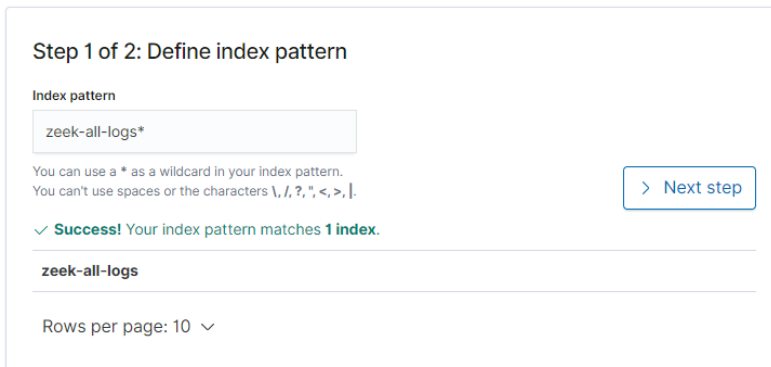 Step 1 of 2: Define index pattern
Index pattern
zeek-all-logs*
You can use a * as a wildcard in your index pattern.
You can't use spaces or the characters \, /, ?, ", <, >, |.
> Next step
✓ Success! Your index pattern matches 1 index.
zeek-all-logs
Rows per page: 10